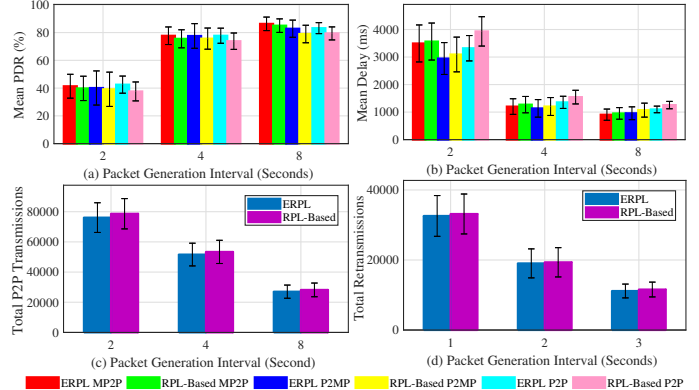 100
80
60
40
20
0
Mean PDR (%)
2
4
8
(a) Packet Generation Interval (Seconds)
5000
4000
3000
2000
1000
0
Mean Delay (ms)
2
4
8
(b) Packet Generation Interval (Seconds)
80000
60000
40000
20000
0
Total P2P Transmissions
ERPL
RPL-Based
2
4
8
(c) Packet Generation Interval (Second)
40000
20000
0
Total Retransmissions
ERPL
RPL-Based
1
2
3
(d) Packet Generation Interval (Second)
ERPL MP2P RPL-Based MP2P ERPL P2MP RPL-Based P2MP ERPL P2P RPL-Based P2P